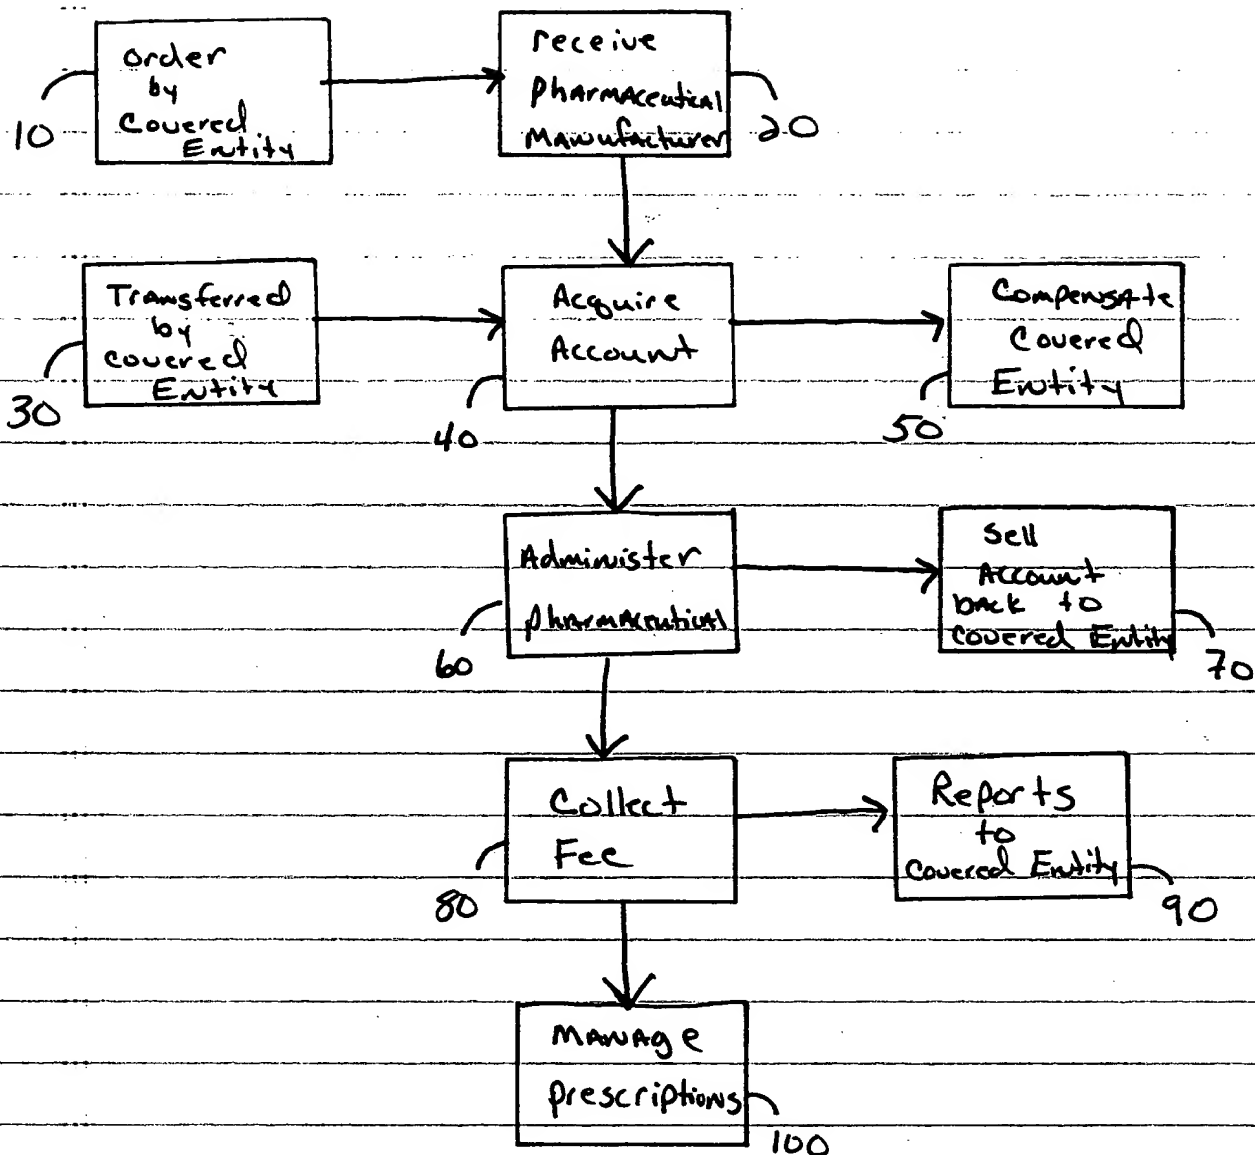 Order
by
Covered
Entity
10
receive
pharmaceutical
Manufacturer
20
Transferred
by
covered
Entity
30
Acquire
Account
40
Compensate
Covered
Entity
50
Administer
pharmaceutical
60
Sell
Account
back to
covered Entity
70
Collect
Fee
80
Reports
to
covered Entity
90
Manage
prescriptions
100